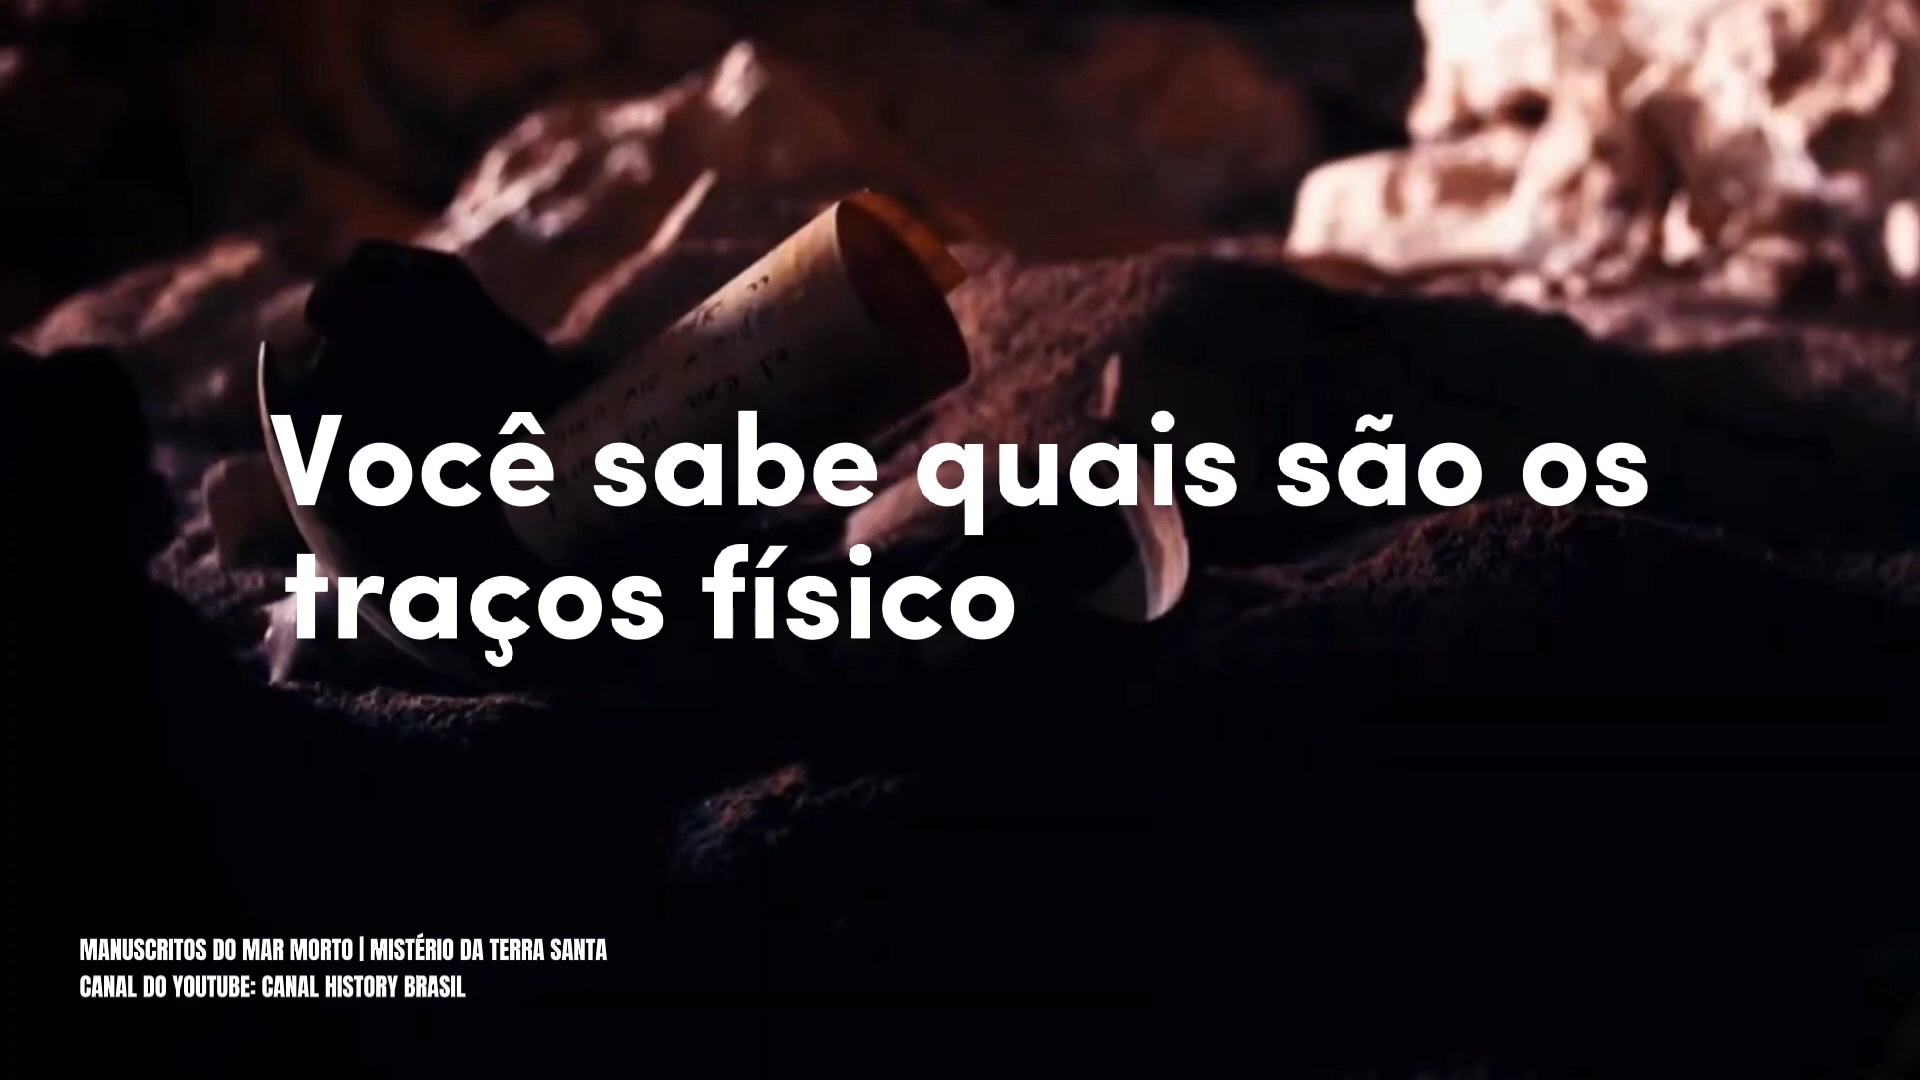 Você sabe quais são os
traços físico
MANUSCRITOS DO MAR MORTO | MISTÉRIO DA TERRA SANTA
CANAL DO YOUTUBE: CANAL HISTORY BRASIL